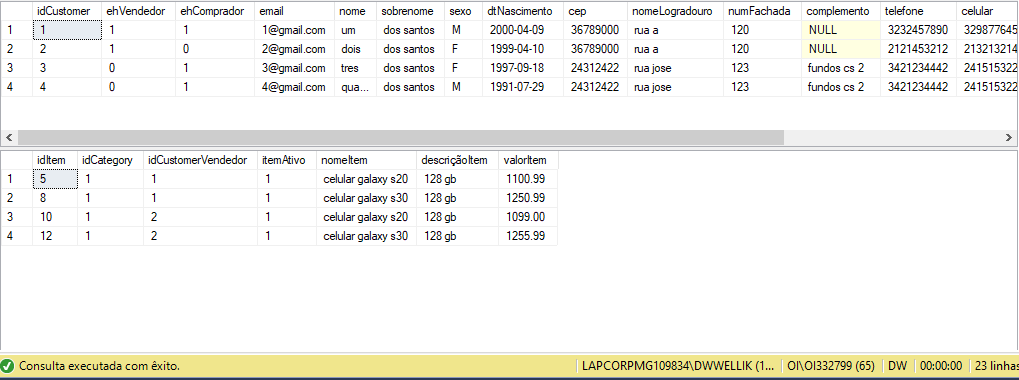 idCustomer ehVendedor ehComprador email nome sobrenome sexo dtNascimento cep nomeLogradouro numFachada complemento telefone celular
1 1 1 1 1@gmail.com um dos santos M 2000-04-09 36789000 rua a 120 NULL 3232457890 329877645
2 2 1 0 2@gmail.com dois dos santos F 1999-04-10 36789000 rua a 120 NULL 2121453212 213213214
3 3 0 1 3@gmail.com tres dos santos F 1997-09-18 24312422 rua jose 123 fundos cs 2 3421234442 241515322
4 4 0 1 4@gmail.com qua... dos santos M 1991-07-29 24312422 rua jose 123 fundos cs 2 3421234442 241515322
idItem idCategory idCustomerVendedor itemAtivo nomeItem descriçãoItem valorItem
1 5 1 1 1 celular galaxy s20 128 gb 1100.99
2 8 1 1 1 celular galaxy s30 128 gb 1250.99
3 10 1 2 1 celular galaxy s20 128 gb 1099.00
4 12 1 2 1 celular galaxy s30 128 gb 1255.99
Consulta executada com êxito. LAPCORPMG109834\DWWELLIK (1... OI\OI332799 (65) DW 00:00:00 23 linhas